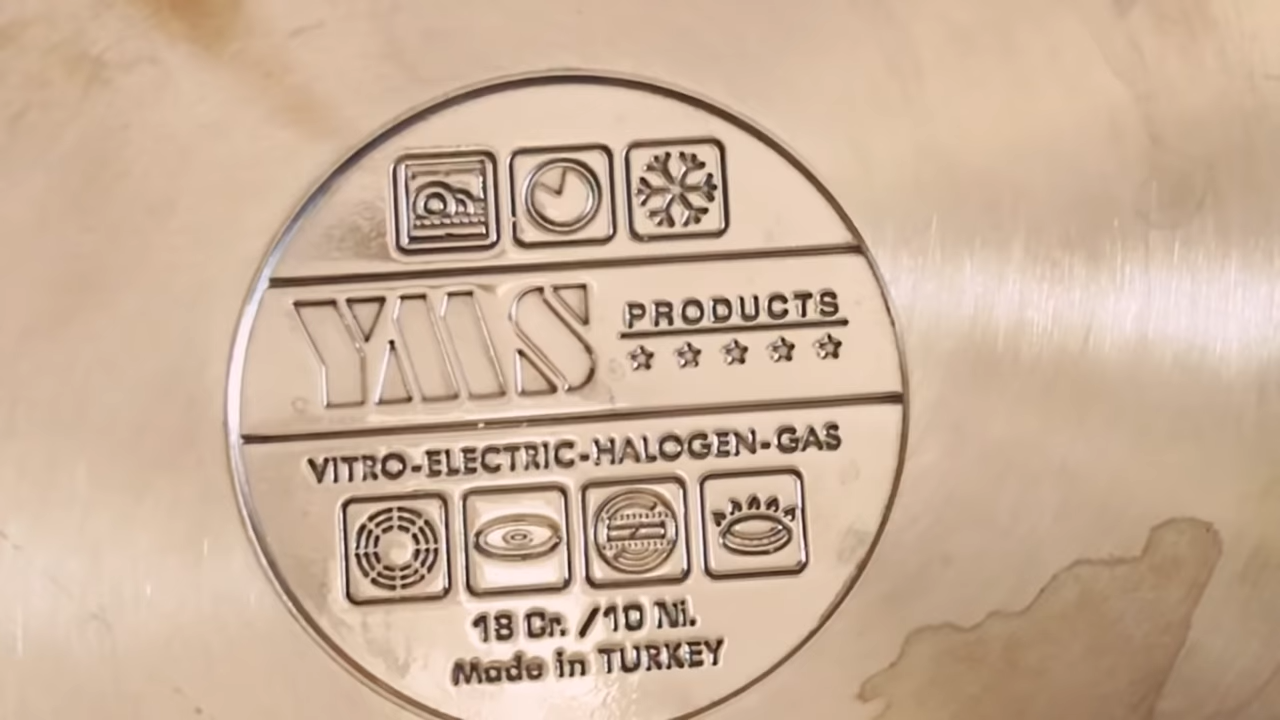 YMS PRODUCTS
VITRO-ELECTRIC-HALOGEN-GAS
18 Cr. /10 Ni.
Made in TURKEY